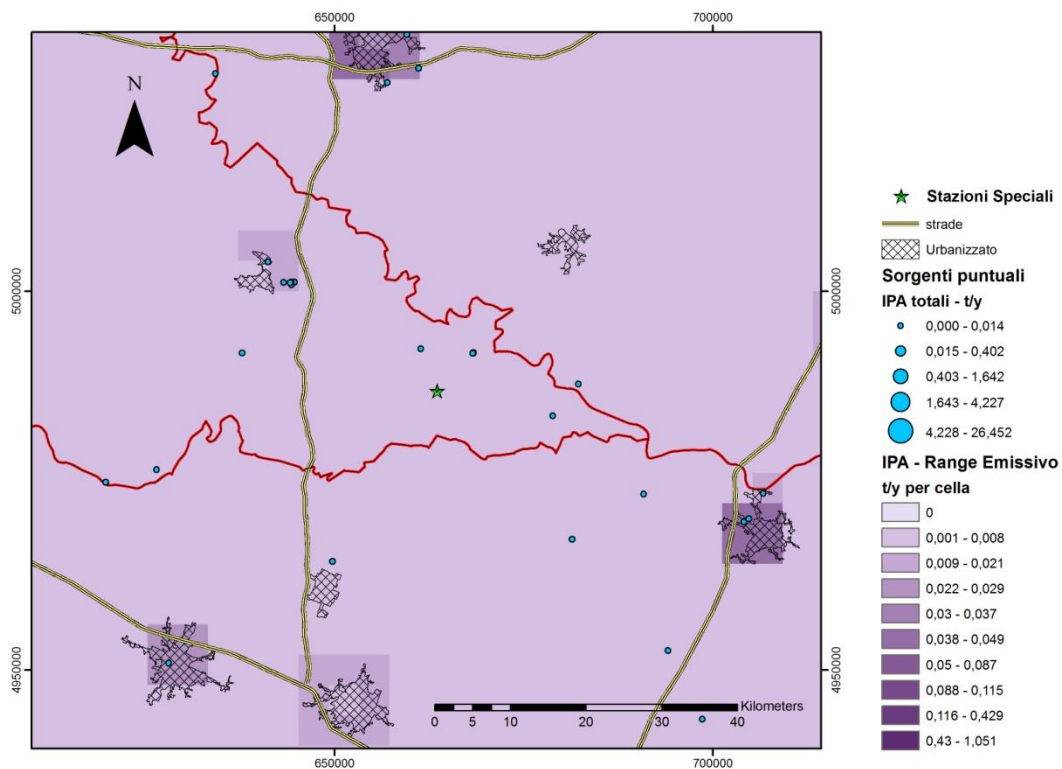 650000
700000
N
5000000
5000000
4950000
4950000
Kilometers
0
5
10
20
30
40
650000
700000
Stazioni Speciali
strade
Urbanizzato
Sorgenti puntuali
IPA totali - t/y
0,000 - 0,014
0,015 - 0,402
0,403 - 1,642
1,643 - 4,227
4,228 - 26,452
IPA - Range Emissivo
t/y per cella
0
0,001 - 0,008
0,009 - 0,021
0,022 - 0,029
0,03 - 0,037
0,038 - 0,049
0,05 - 0,087
0,088 - 0,115
0,116 - 0,429
0,43 - 1,051